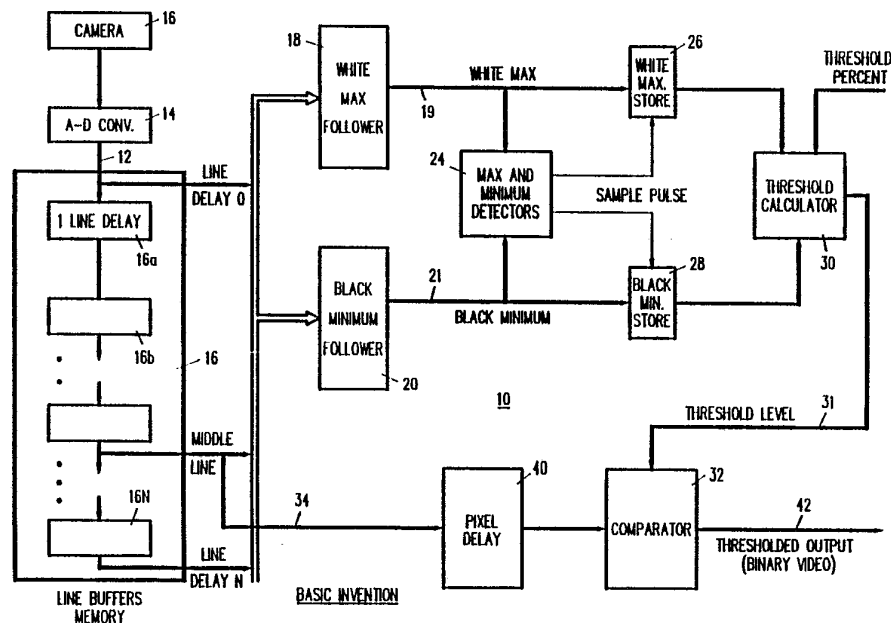 CAMERA
16
A-D CONV.
14
12
LINE
DELAY 0
1 LINE DELAY
16a
16b
16
MIDDLE
LINE
16N
LINE
DELAY N
LINE BUFFERS
MEMORY
18
WHITE
MAX
FOLLOWER
19
WHITE MAX
26
WHITE
MAX.
STORE
THRESHOLD
PERCENT
24
MAX AND
MINIMUM
DETECTORS
SAMPLE PULSE
THRESHOLD
CALCULATOR
30
BLACK
MINIMUM
FOLLOWER
20
21
BLACK MINIMUM
28
BLACK
MIN.
STORE
10
THRESHOLD LEVEL
31
34
40
PIXEL
DELAY
32
COMPARATOR
42
THRESHOLDED OUTPUT
(BINARY VIDEO)
BASIC INVENTION